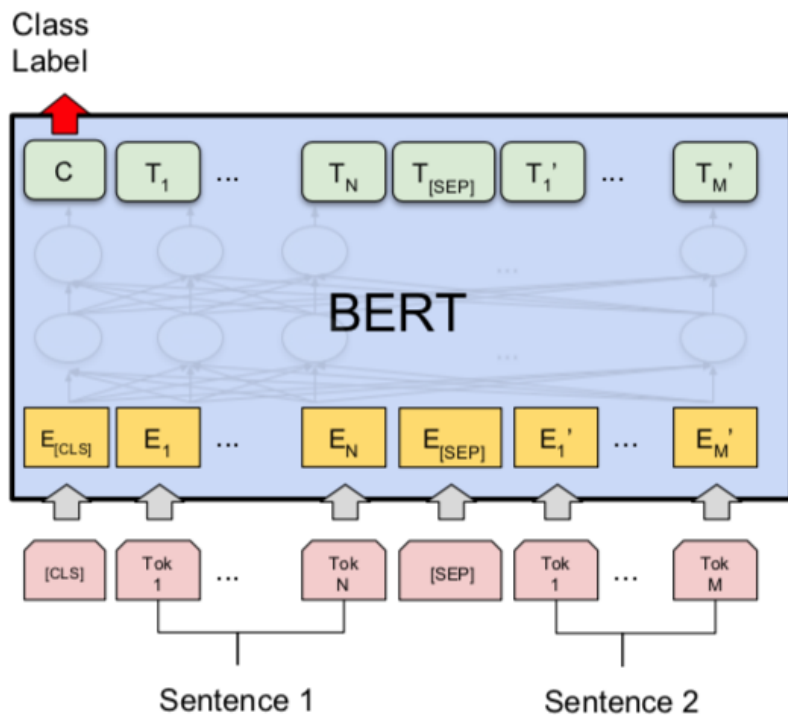 Class
Label
C T1 ... TN T[SEP] T1' ... TM'
...
BERT
...
E[CLS] E1 ... EN E[SEP] E1' ... EM'
[CLS] Tok 1 ... Tok N [SEP] Tok 1 ... Tok M
Sentence 1 Sentence 2